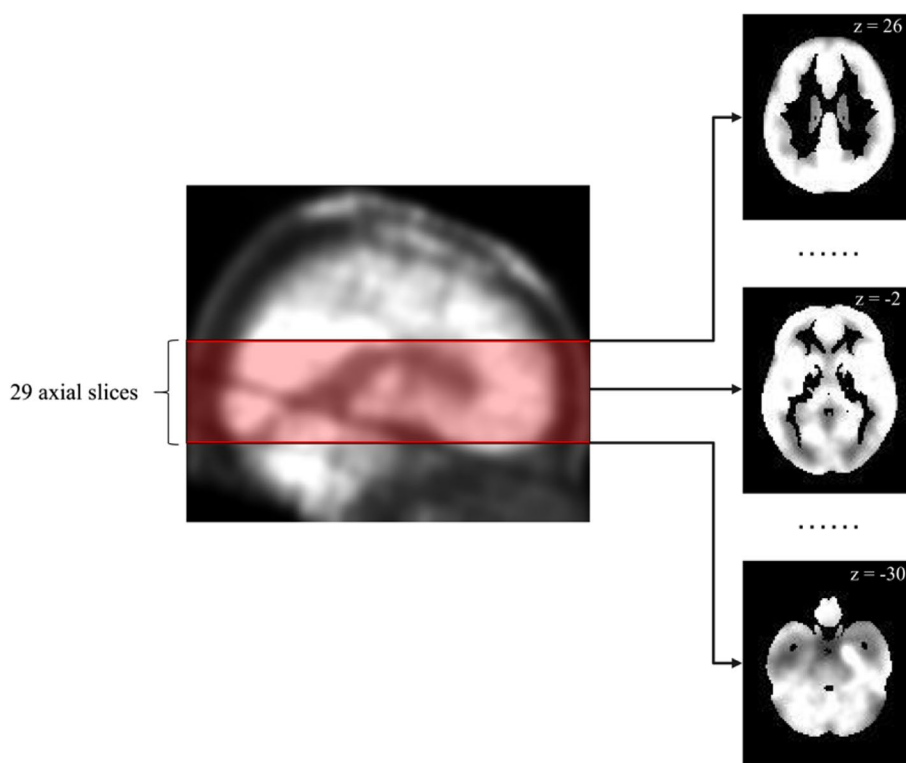 z = 26
......
29 axial slices
z = -2
......
z = -30